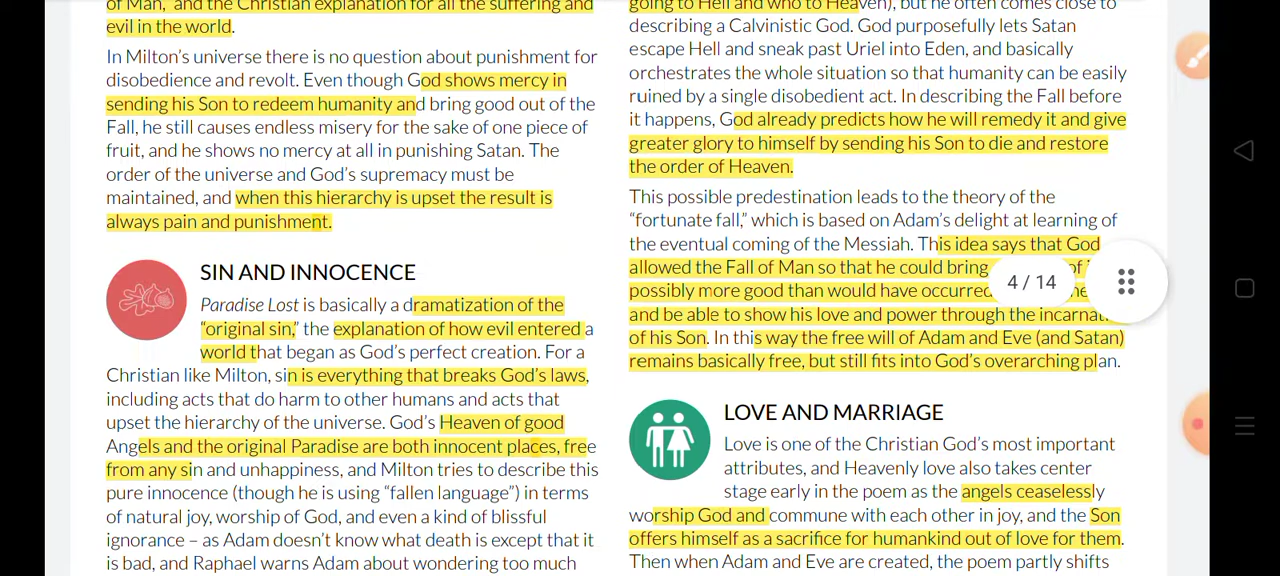 of Man," and the Christian explanation for all the suffering and
evil in the world.
In Milton's universe there is no question about punishment for
disobedience and revolt. Even though God shows mercy in
sending his Son to redeem humanity and bring good out of the
Fall, he still causes endless misery for the sake of one piece of
fruit, and he shows no mercy at all in punishing Satan. The
order of the universe and God's supremacy must be
maintained, and when this hierarchy is upset the result is
always pain and punishment.
SIN AND INNOCENCE
Paradise Lost is basically a dramatization of the
“original sin,” the explanation of how evil entered a
world that began as God's perfect creation. For a
Christian like Milton, sin is everything that breaks God's laws,
including acts that do harm to other humans and acts that
upset the hierarchy of the universe. God's Heaven of good
Angels and the original Paradise are both innocent places, free
from any sin and unhappiness, and Milton tries to describe this
pure innocence (though he is using “fallen language”) in terms
of natural joy, worship of God, and even a kind of blissful
ignorance – as Adam doesn't know what death is except that it
is bad, and Raphael warns Adam about wondering too much
going to Hell and who to Heaven), but he often comes close to
describing a Calvinistic God. God purposefully lets Satan
escape Hell and sneak past Uriel into Eden, and basically
orchestrates the whole situation so that humanity can be easily
ruined by a single disobedient act. In describing the Fall before
it happens, God already predicts how he will remedy it and give
greater glory to himself by sending his Son to die and restore
the order of Heaven.
This possible predestination leads to the theory of the
“fortunate fall,” which is based on Adam's delight at learning of
the eventual coming of the Messiah. This idea says that God
allowed the Fall of Man so that he could bring of
possibly more good than would have occurred
and be able to show his love and power through the
of his Son. In this way the free will of Adam and Eve (and Satan)
remains basically free, but still fits into God's overarching plan.
LOVE AND MARRIAGE
Love is one of the Christian God's most important
attributes, and Heavenly love also takes center
stage early in the poem as the angels ceaselessly
worship God and commune with each other in joy, and the Son
offers himself as a sacrifice for humankind out of love for them.
Then when Adam and Eve are created, the poem partly shifts
4 / 14